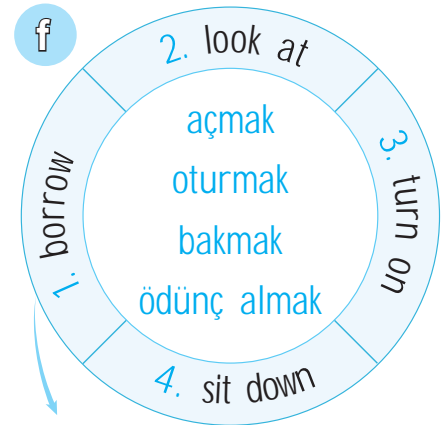 f
1. borrow
2. look at
3. turn on
4. sit down
açmak
oturmak
bakmak
ödünç almak